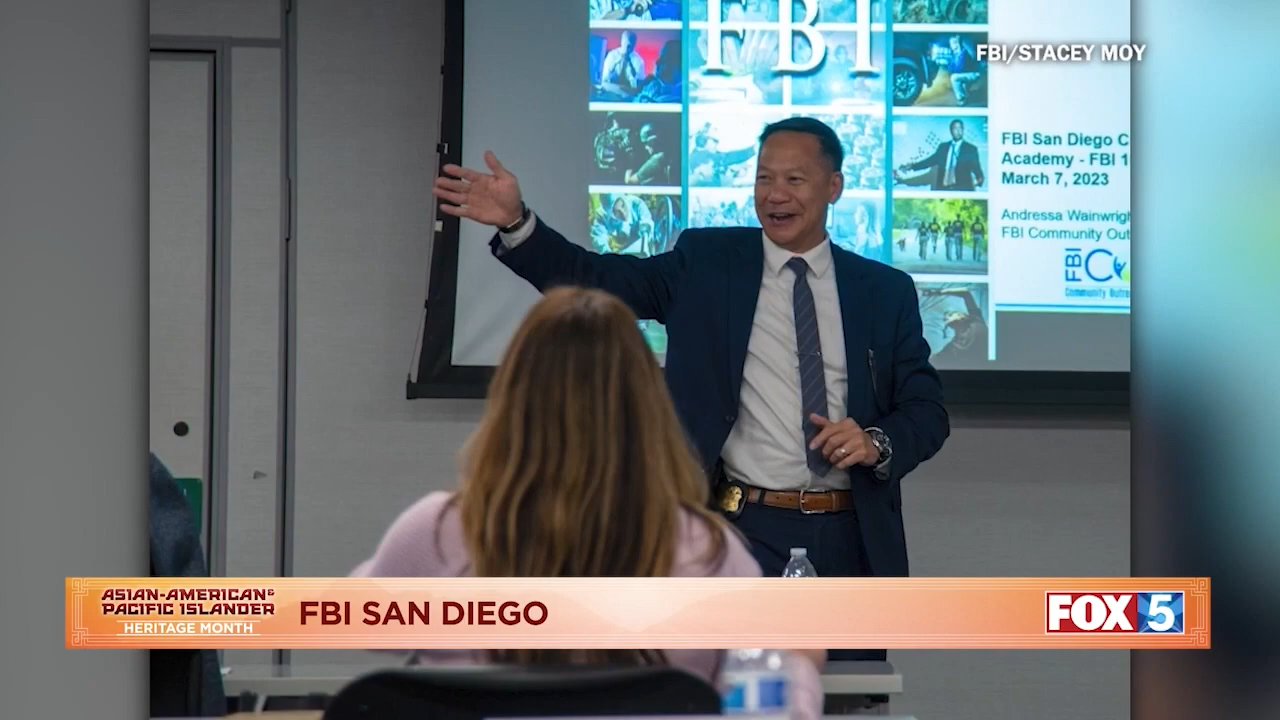 FBI/STACEY MOY
FBI
FBI San Diego C
Academy - FBI 1
March 7, 2023
Andressa Wainwrigh
FBI Community Out
FBI
Community Outrea
ASIAN-AMERICAN &
PACIFIC ISLANDER
HERITAGE MONTH
FBI SAN DIEGO
FOX 5